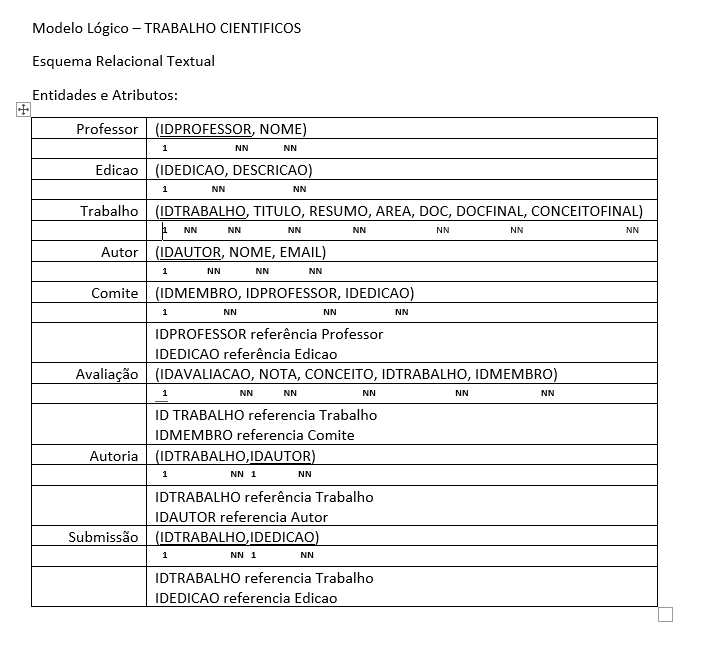 Modelo Lógico – TRABALHO CIENTIFICOS
Esquema Relacional Textual
Entidades e Atributos:
Professor (IDPROFESSOR, NOME)
1 NN NN
Edicao (IDEDICAO, DESCRICAO)
1 NN NN
Trabalho (IDTRABALHO, TITULO, RESUMO, AREA, DOC, DOCFINAL, CONCEITOFINAL)
1 NN NN NN NN NN NN NN
Autor (IDAUTOR, NOME, EMAIL)
1 NN NN NN
Comite (IDMEMBRO, IDPROFESSOR, IDEDICAO)
1 NN NN NN
IDPROFESSOR referência Professor
IDEDICAO referência Edicao
Avaliação (IDAVALIACAO, NOTA, CONCEITO, IDTRABALHO, IDMEMBRO)
1 NN NN NN NN NN
ID TRABALHO referencia Trabalho
IDMEMBRO referencia Comite
Autoria (IDTRABALHO,IDAUTOR)
1 NN 1 NN
IDTRABALHO referência Trabalho
IDAUTOR referencia Autor
Submissão (IDTRABALHO,IDEDICAO)
1 NN 1 NN
IDTRABALHO referencia Trabalho
IDEDICAO referencia Edicao